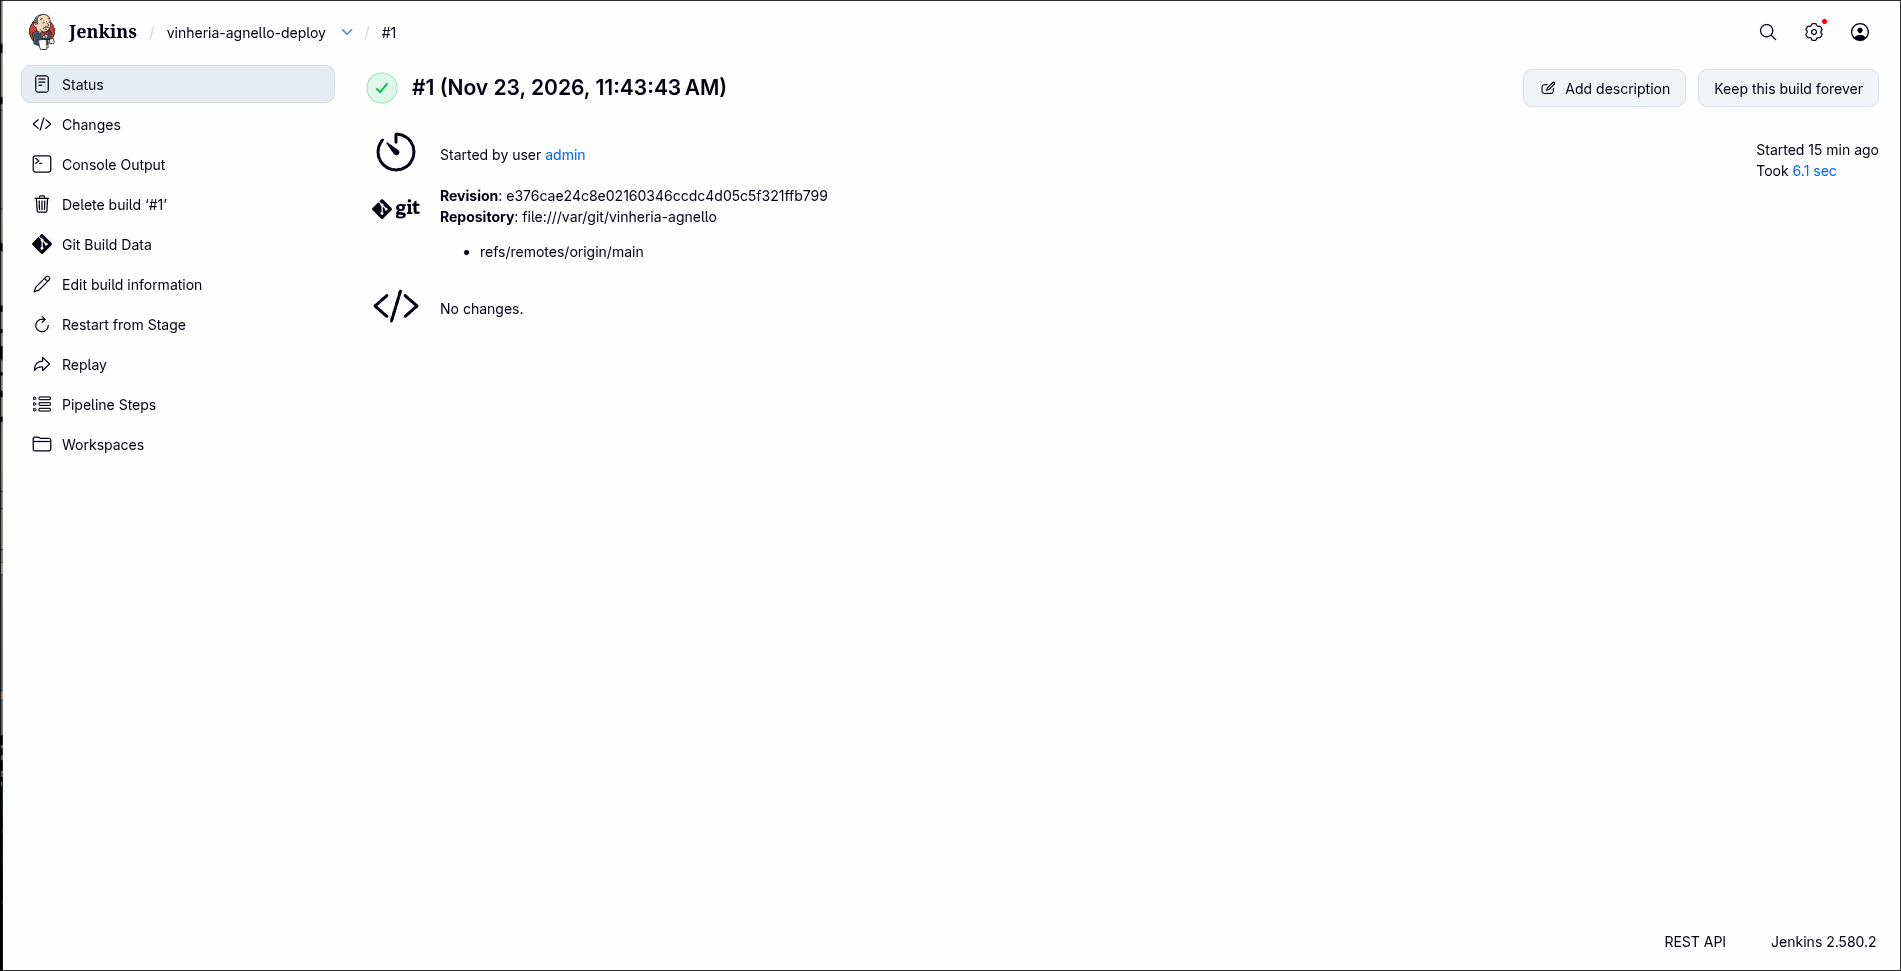 Jenkins / vinheria-agnello-deploy / #1
Status
Changes
Console Output
Delete build ‘#1’
Git Build Data
Edit build information
Restart from Stage
Replay
Pipeline Steps
Workspaces
#1 (Nov 23, 2026, 11:43:43 AM)
Add description
Keep this build forever
Started by user admin
Started 15 min ago
Took 6.1 sec
git
Revision: e376cae24c8e02160346ccdc4d05c5f321ffb799
Repository: file:///var/git/vinheria-agnello
• refs/remotes/origin/main
No changes.
REST API
Jenkins 2.580.2